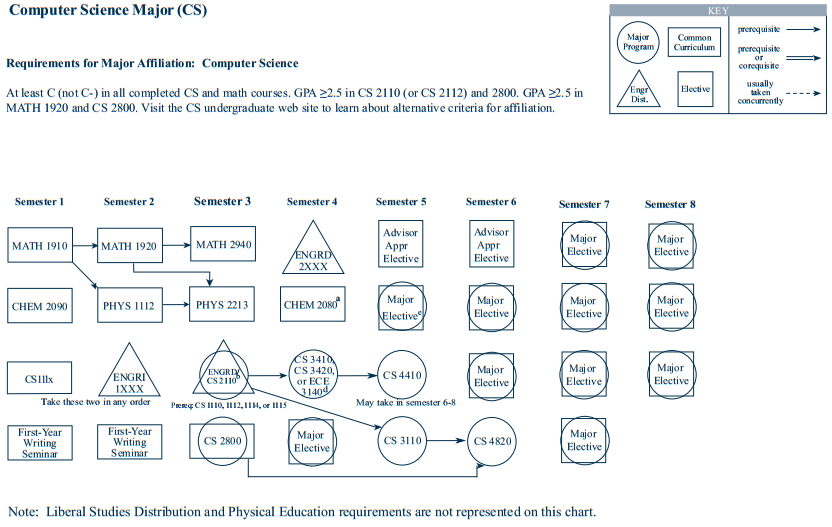 Computer Science Major (CS)
KEY
Major
Program
Common
Curriculum
Engr
Dist.
Elective
prerequisite
prerequisite
or
corequisite
usually
taken
concurrently
Requirements for Major Affiliation: Computer Science
At least C (not C-) in all completed CS and math courses. GPA ≥2.5 in CS 2110 (or CS 2112) and 2800. GPA ≥2.5 in
MATH 1920 and CS 2800. Visit the CS undergraduate web site to learn about alternative criteria for affiliation.
Semester 1
Semester 2
Semester 3
Semester 4
Semester 5
Semester 6
Semester 7
Semester 8
MATH 1910
MATH 1920
MATH 2940
ENGRD
2XXX
Advisor
Appr
Elective
Advisor
Appr
Elective
Major
Elective
Major
Elective
CHEM 2090
PHYS 1112
PHYS 2213
CHEM 2080a
Major
Electivee
Major
Elective
Major
Elective
Major
Elective
CS111x
ENGRI
1XXX
ENGRD/
CS 2110b
CS 3410,
CS 3420,
or ECE
3140d
CS 4410
Major
Elective
Major
Elective
Major
Elective
Take these two in any order
Prereq: CS 1110, 1112, 1114, or 1115
May take in semester 6-8
First-Year
Writing
Seminar
First-Year
Writing
Seminar
CS 2800
Major
Elective
CS 3110
CS 4820
Major
Elective
Note: Liberal Studies Distribution and Physical Education requirements are not represented on this chart.